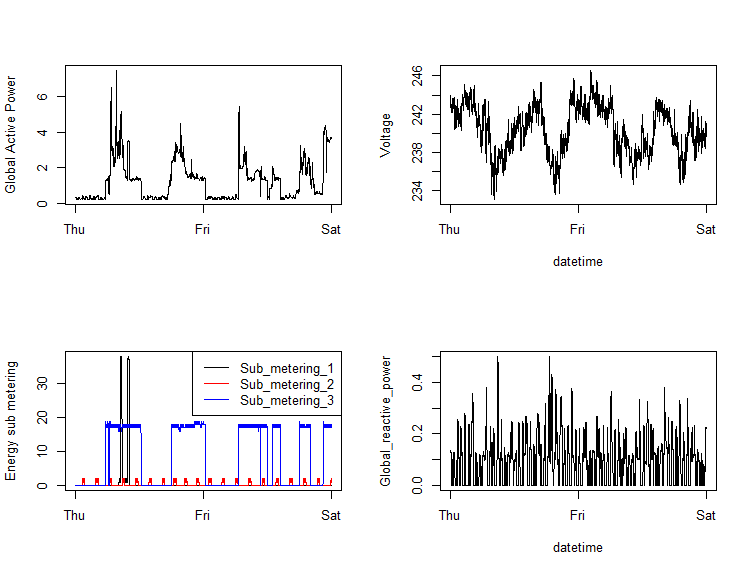 Global Active Power
0 2 4 6
Thu Fri Sat
Voltage
234 238 242 246
Thu Fri Sat
datetime
Energy sub metering
0 10 20 30
Sub_metering_1
Sub_metering_2
Sub_metering_3
Thu Fri Sat
Global_reactive_power
0.0 0.2 0.4
Thu Fri Sat
datetime